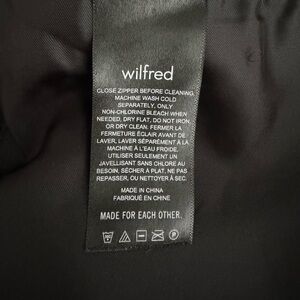 wilfred
CLOSE ZIPPER BEFORE CLEANING,
MACHINE WASH COLD
SEPARATELY, ONLY
NON-CHLORINE BLEACH WHEN
NEEDED, DRY FLAT, DO NOT IRON,
OR DRY CLEAN. FERMER LA
FERMETURE ÉCLAIR AVANT DE
LAVER, LAVER SÉPARÉMENT À LA
MACHINE À L'EAU FROIDE.
UTILISER SEULEMENT UN
JAVELLISANT SANS CHLORE AU
BESOIN, SÉCHER À PLAT, NE PAS
REPASSER, OU NETTOYER À SEC.
MADE IN CHINA
FABRIQUÉ EN CHINE
MADE FOR EACH OTHER.